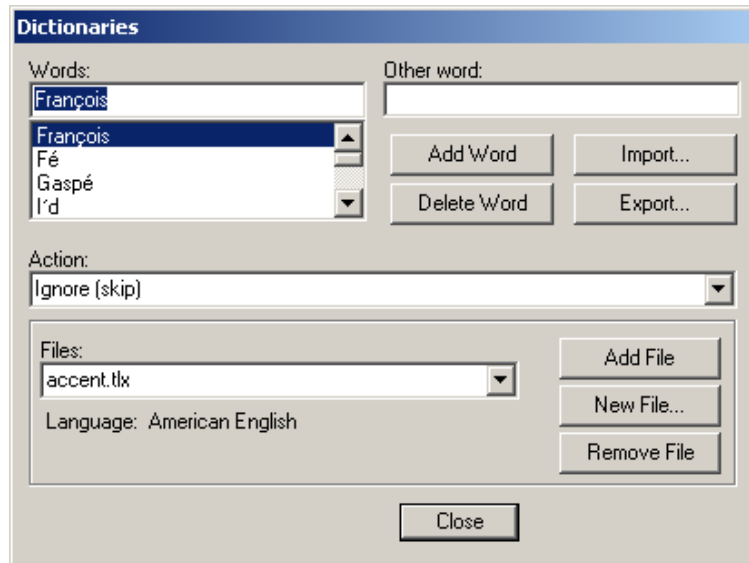 Dictionaries
Words:
Other word:
François
François
Fé
Gaspé
I´d
Add Word
Import...
Delete Word
Export...
Action:
Ignore (skip)
Files:
accent.tlx
Language: American English
Add File
New File...
Remove File
Close